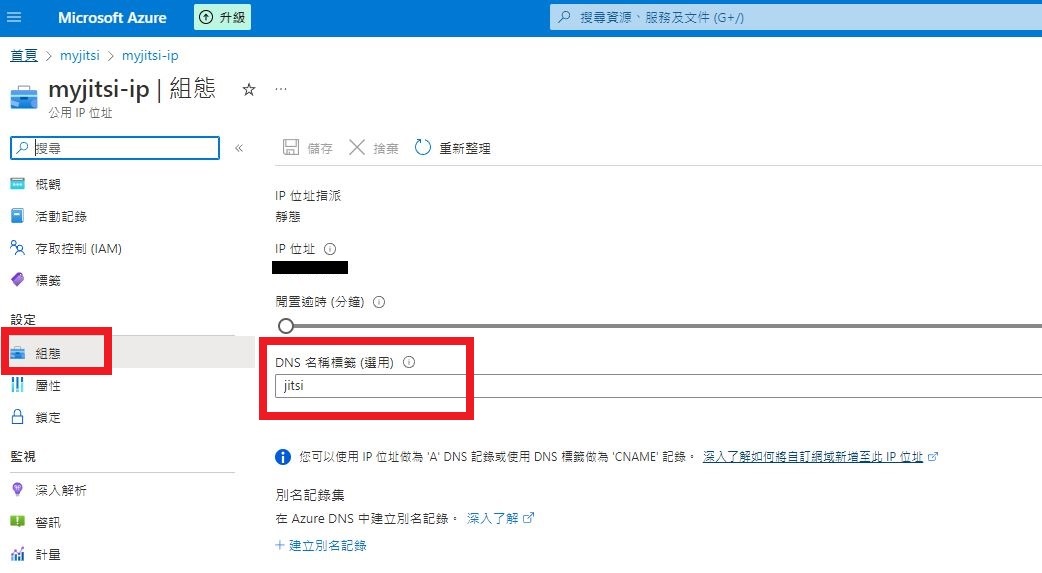 Microsoft Azure
升級
搜尋資源、服務及文件 (G+/)
首頁 > myjitsi > myjitsi-ip
myjitsi-ip | 組態
公用 IP 位址
搜尋
概觀
活動記錄
存取控制 (IAM)
標籤
設定
組態
屬性
鎖定
監視
深入解析
警訊
計量
儲存
捨棄
重新整理
IP 位址指派
靜態
IP 位址
閒置逾時 (分鐘)
DNS 名稱標籤 (選用)
jitsi
您可以使用 IP 位址做為 'A' DNS 記錄或使用 DNS 標籤做為 'CNAME' 記錄。 深入了解如何將自訂網域新增至此 IP 位址
別名記錄集
在 Azure DNS 中建立別名記錄。 深入了解
+ 建立別名記錄